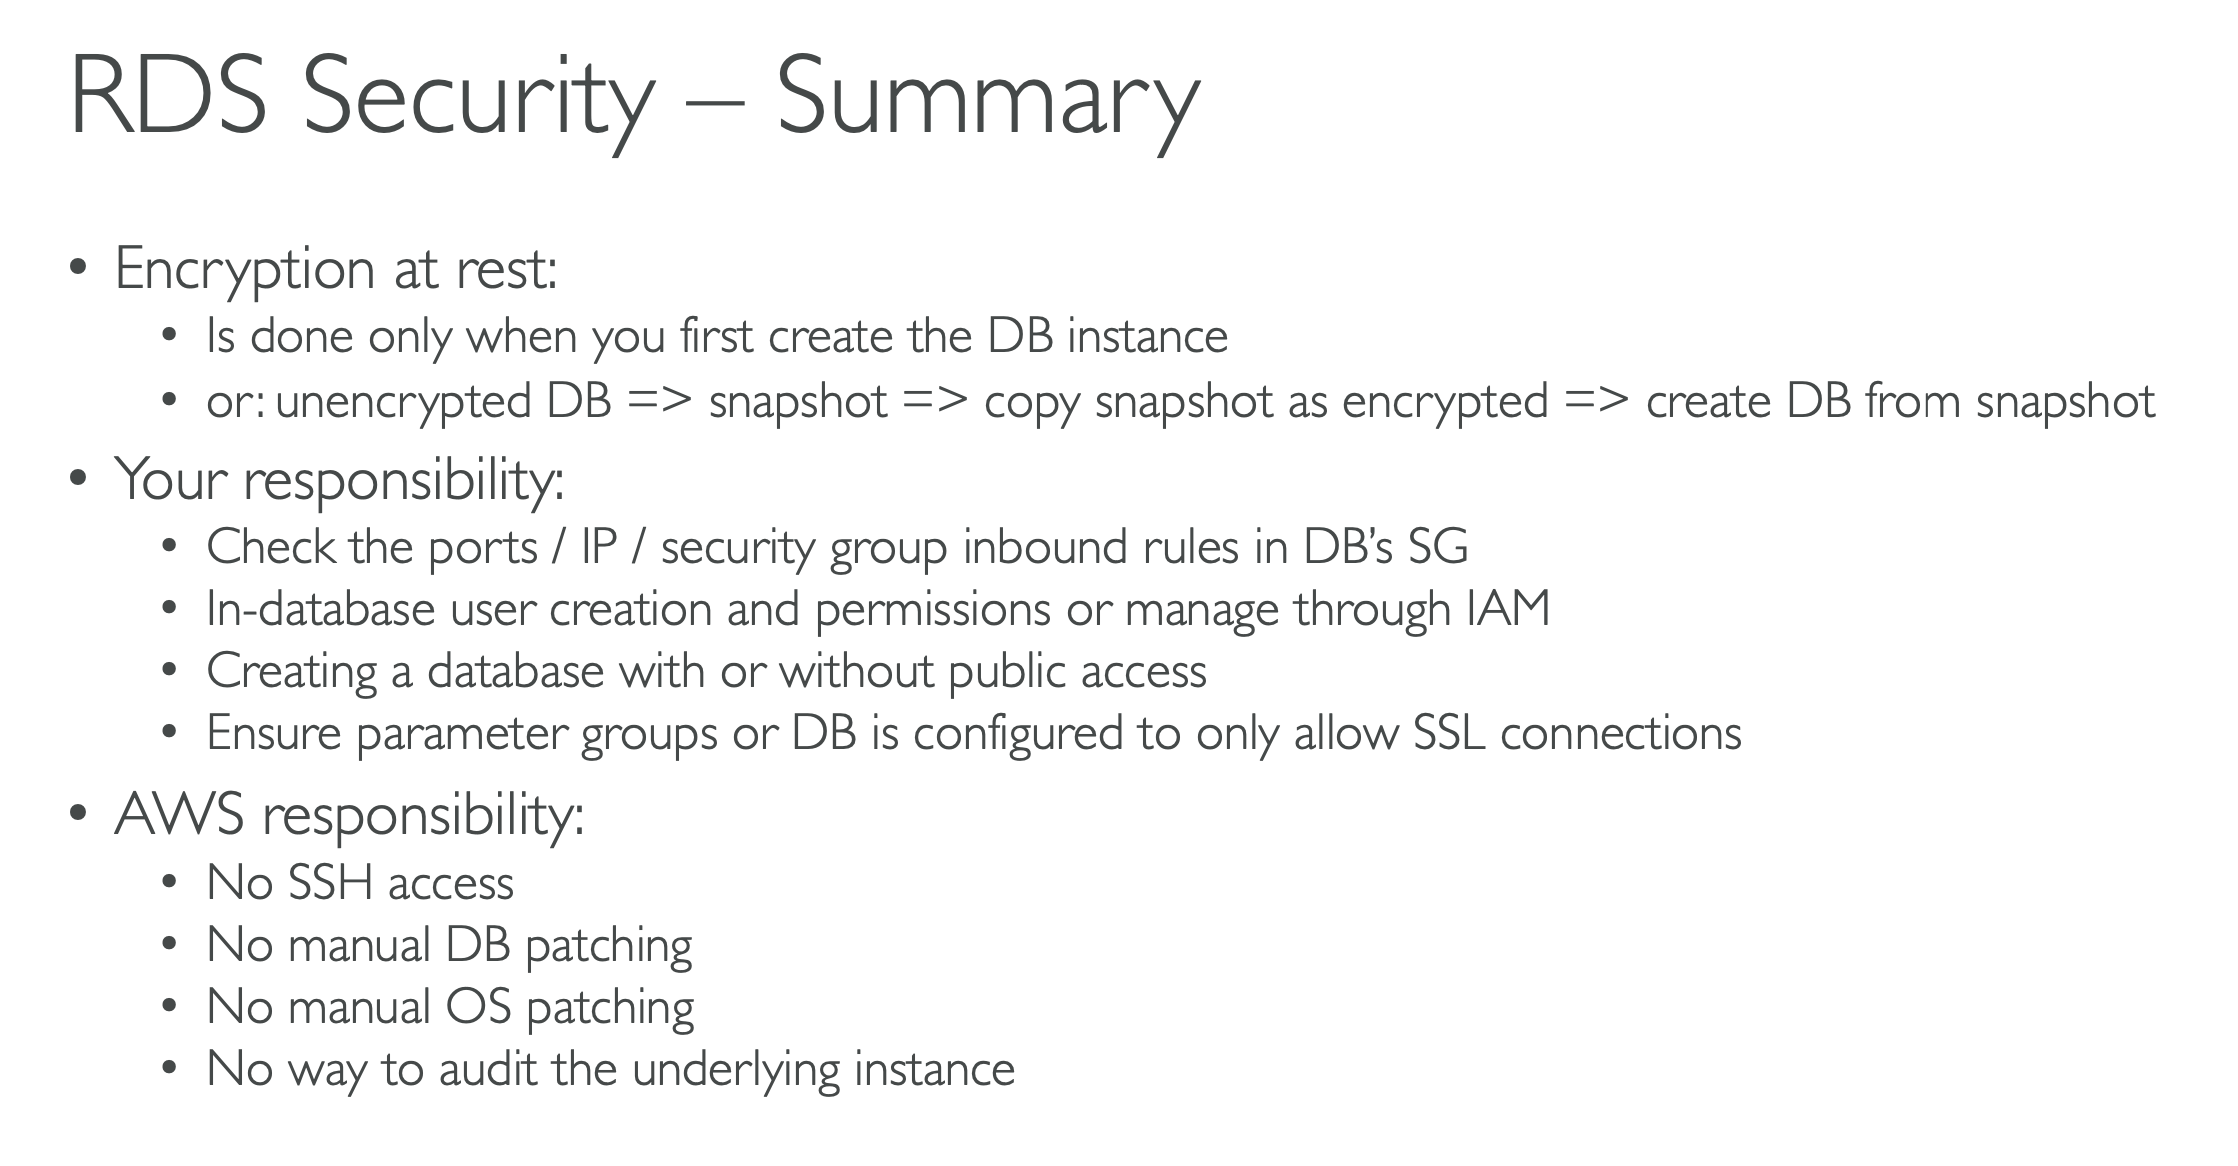 RDS Security – Summary
• Encryption at rest:
• Is done only when you first create the DB instance
• or: unencrypted DB => snapshot => copy snapshot as encrypted => create DB from snapshot
• Your responsibility:
• Check the ports / IP / security group inbound rules in DB’s SG
• In-database user creation and permissions or manage through IAM
• Creating a database with or without public access
• Ensure parameter groups or DB is configured to only allow SSL connections
• AWS responsibility:
• No SSH access
• No manual DB patching
• No manual OS patching
• No way to audit the underlying instance